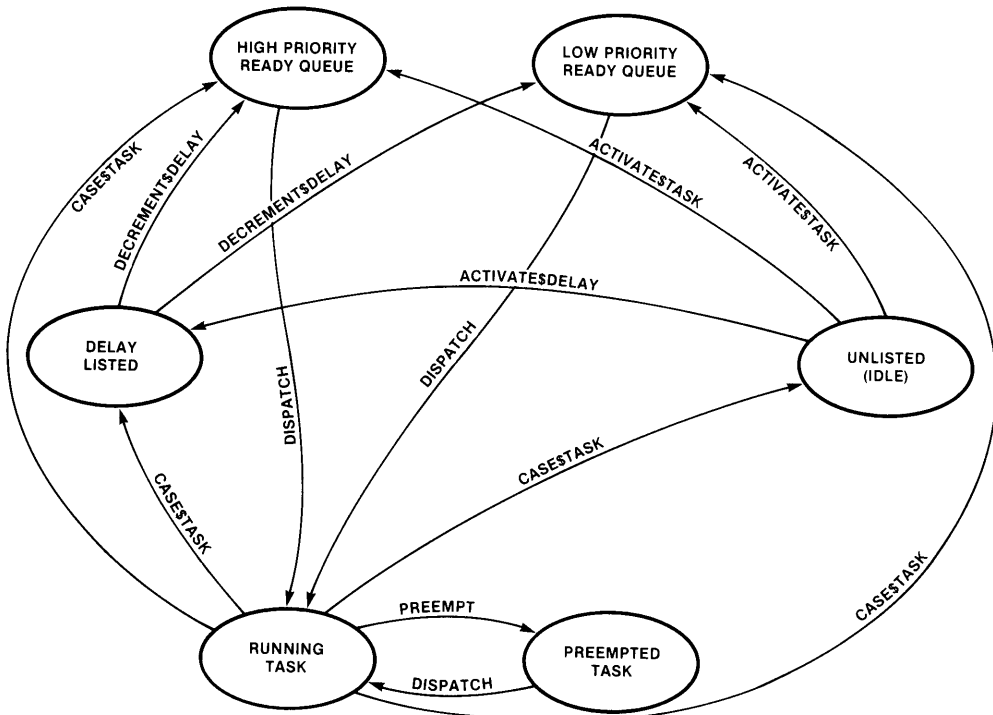 HIGH PRIORITY
READY QUEUE
LOW PRIORITY
READY QUEUE
CASE$TASK
DECREMENT$DELAY
DECREMENT$DELAY
ACTIVATE$TASK
ACTIVATE$TASK
ACTIVATE$DELAY
DELAY
LISTED
DISPATCH
DISPATCH
UNLISTED
(IDLE)
CASE$TASK
CASE$TASK
CASE$TASK
PREEMPT
RUNNING
TASK
PREEMPTED
TASK
DISPATCH